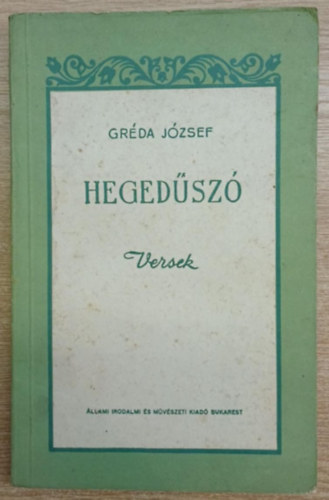 GRÉDA JÓZSEF
HEGEDŰSZÓ
Versek
ÁLLAMI IRODALMI ÉS MŰVÉSZETI KIADÓ BUKAREST